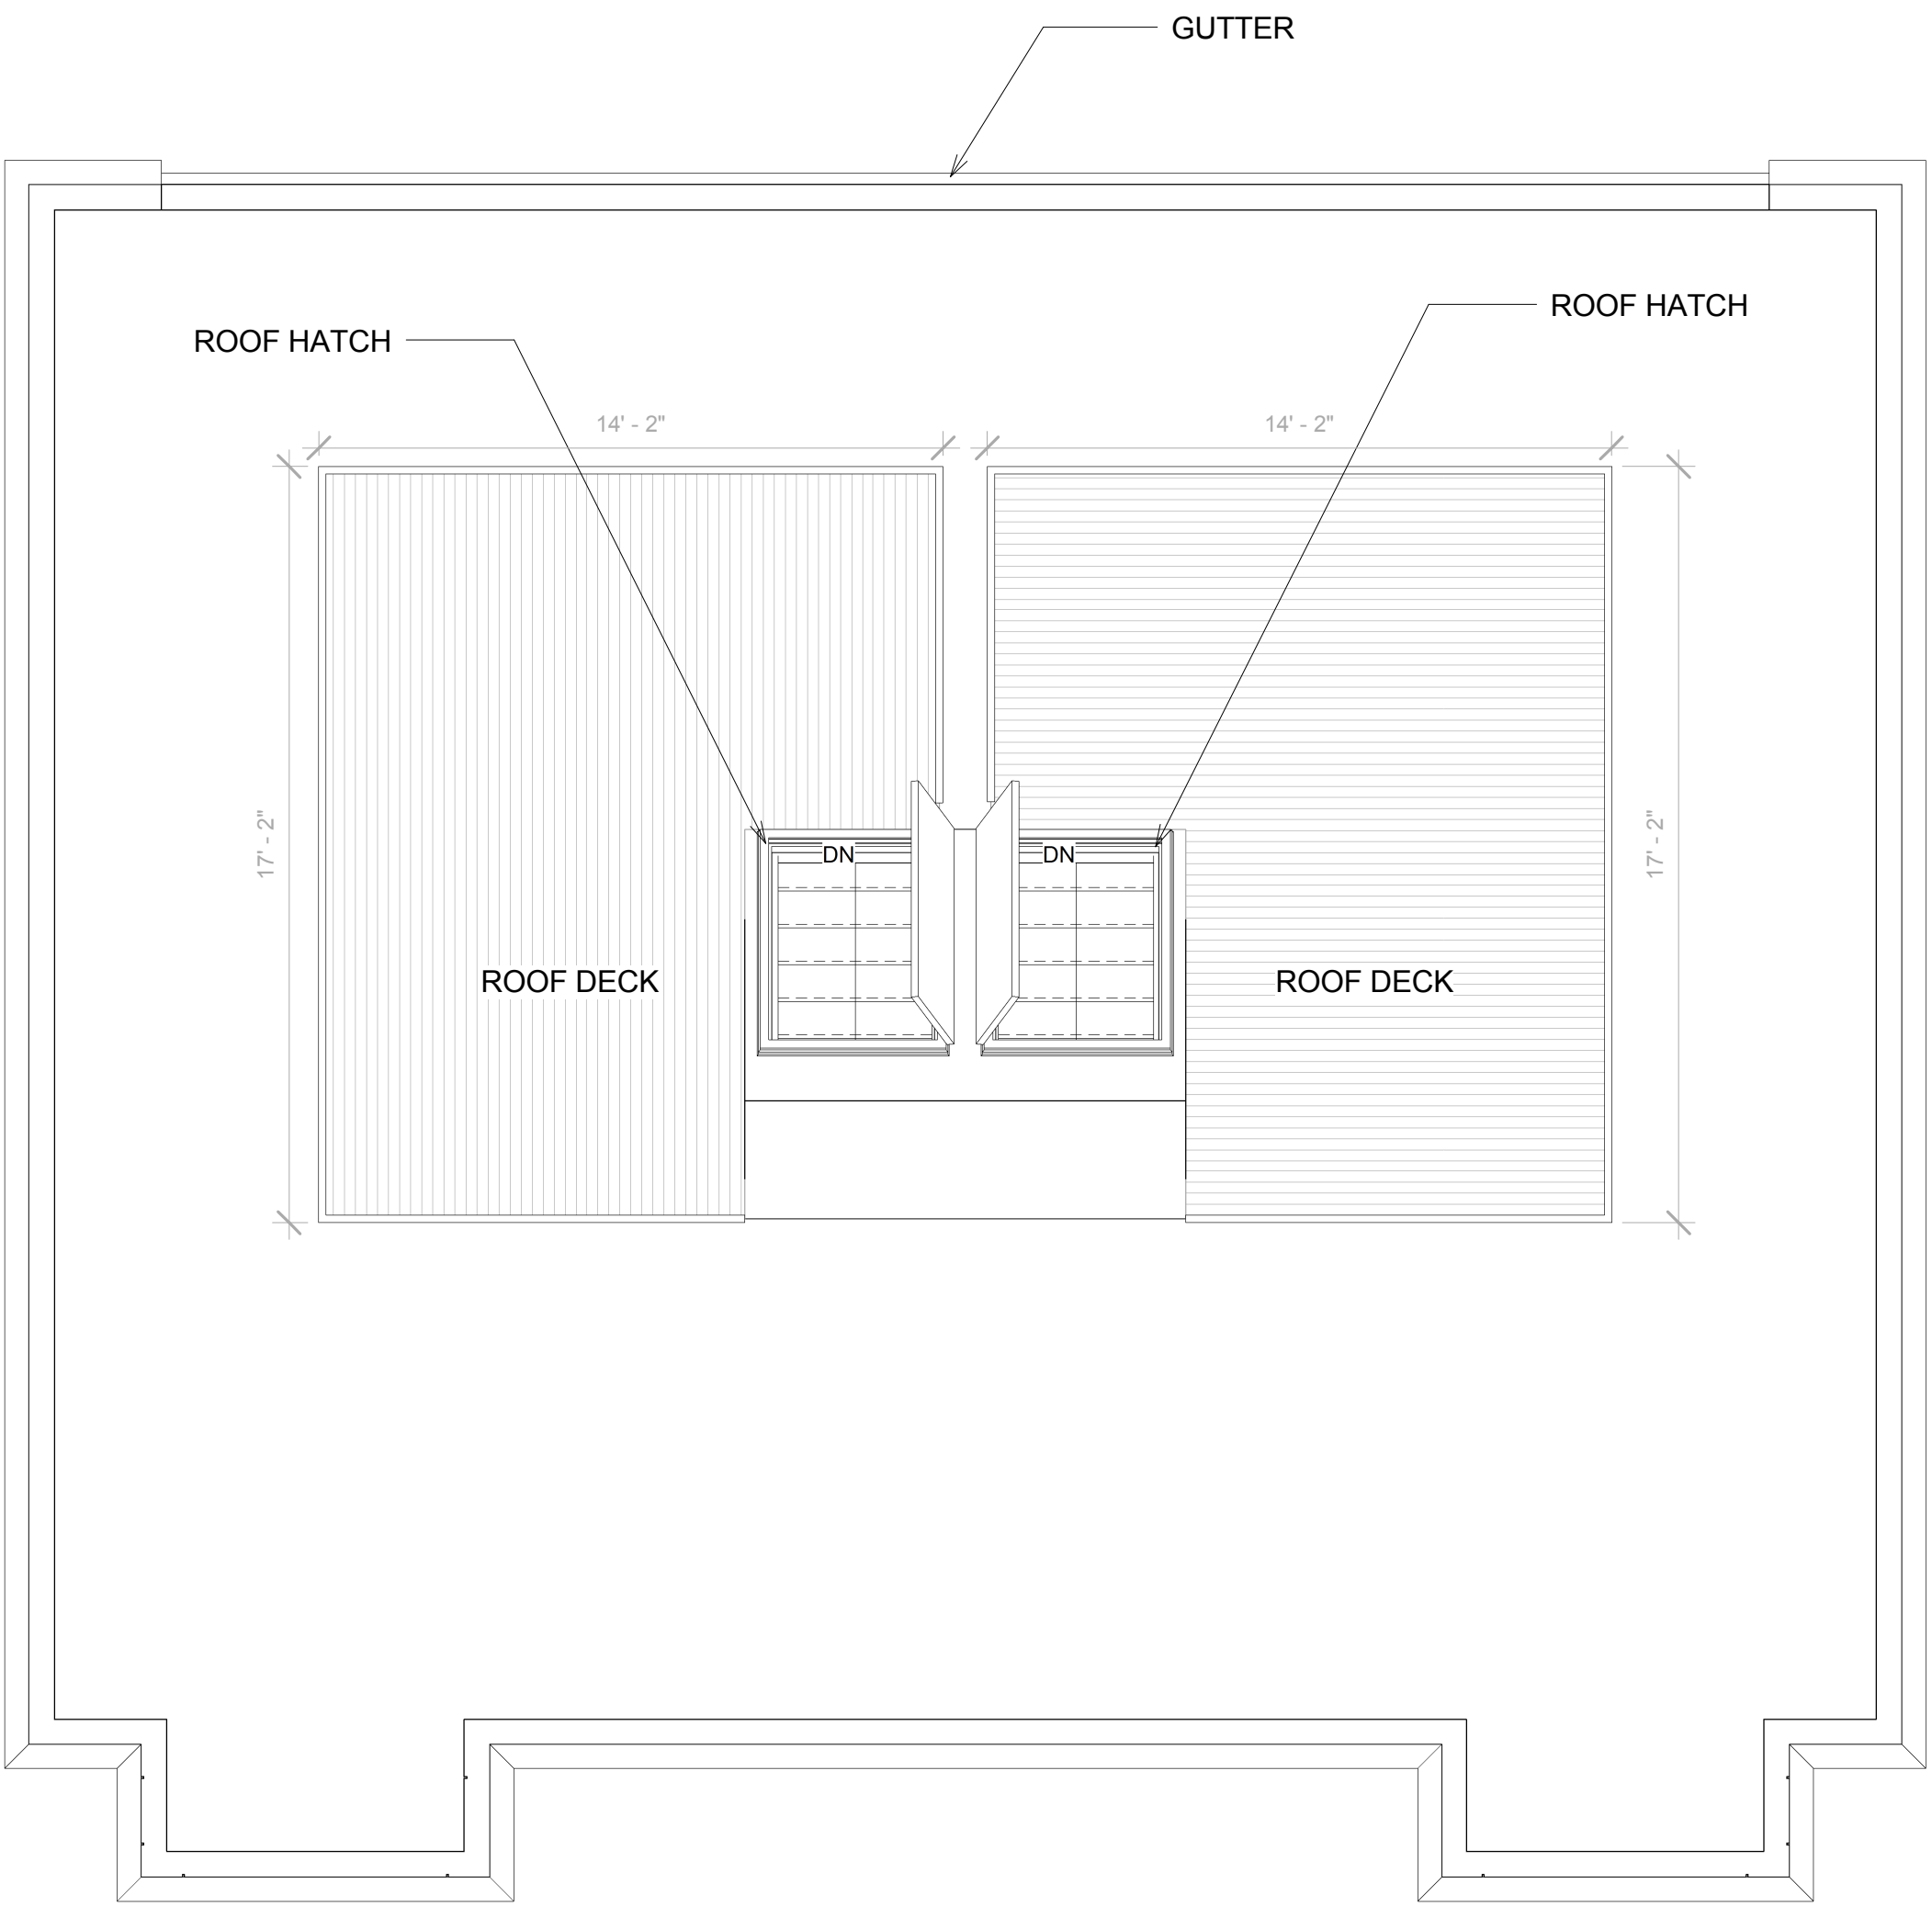 GUTTER
ROOF HATCH
ROOF HATCH
14' - 2"
14' - 2"
17' - 2"
17' - 2"
DN
DN
ROOF DECK
ROOF DECK